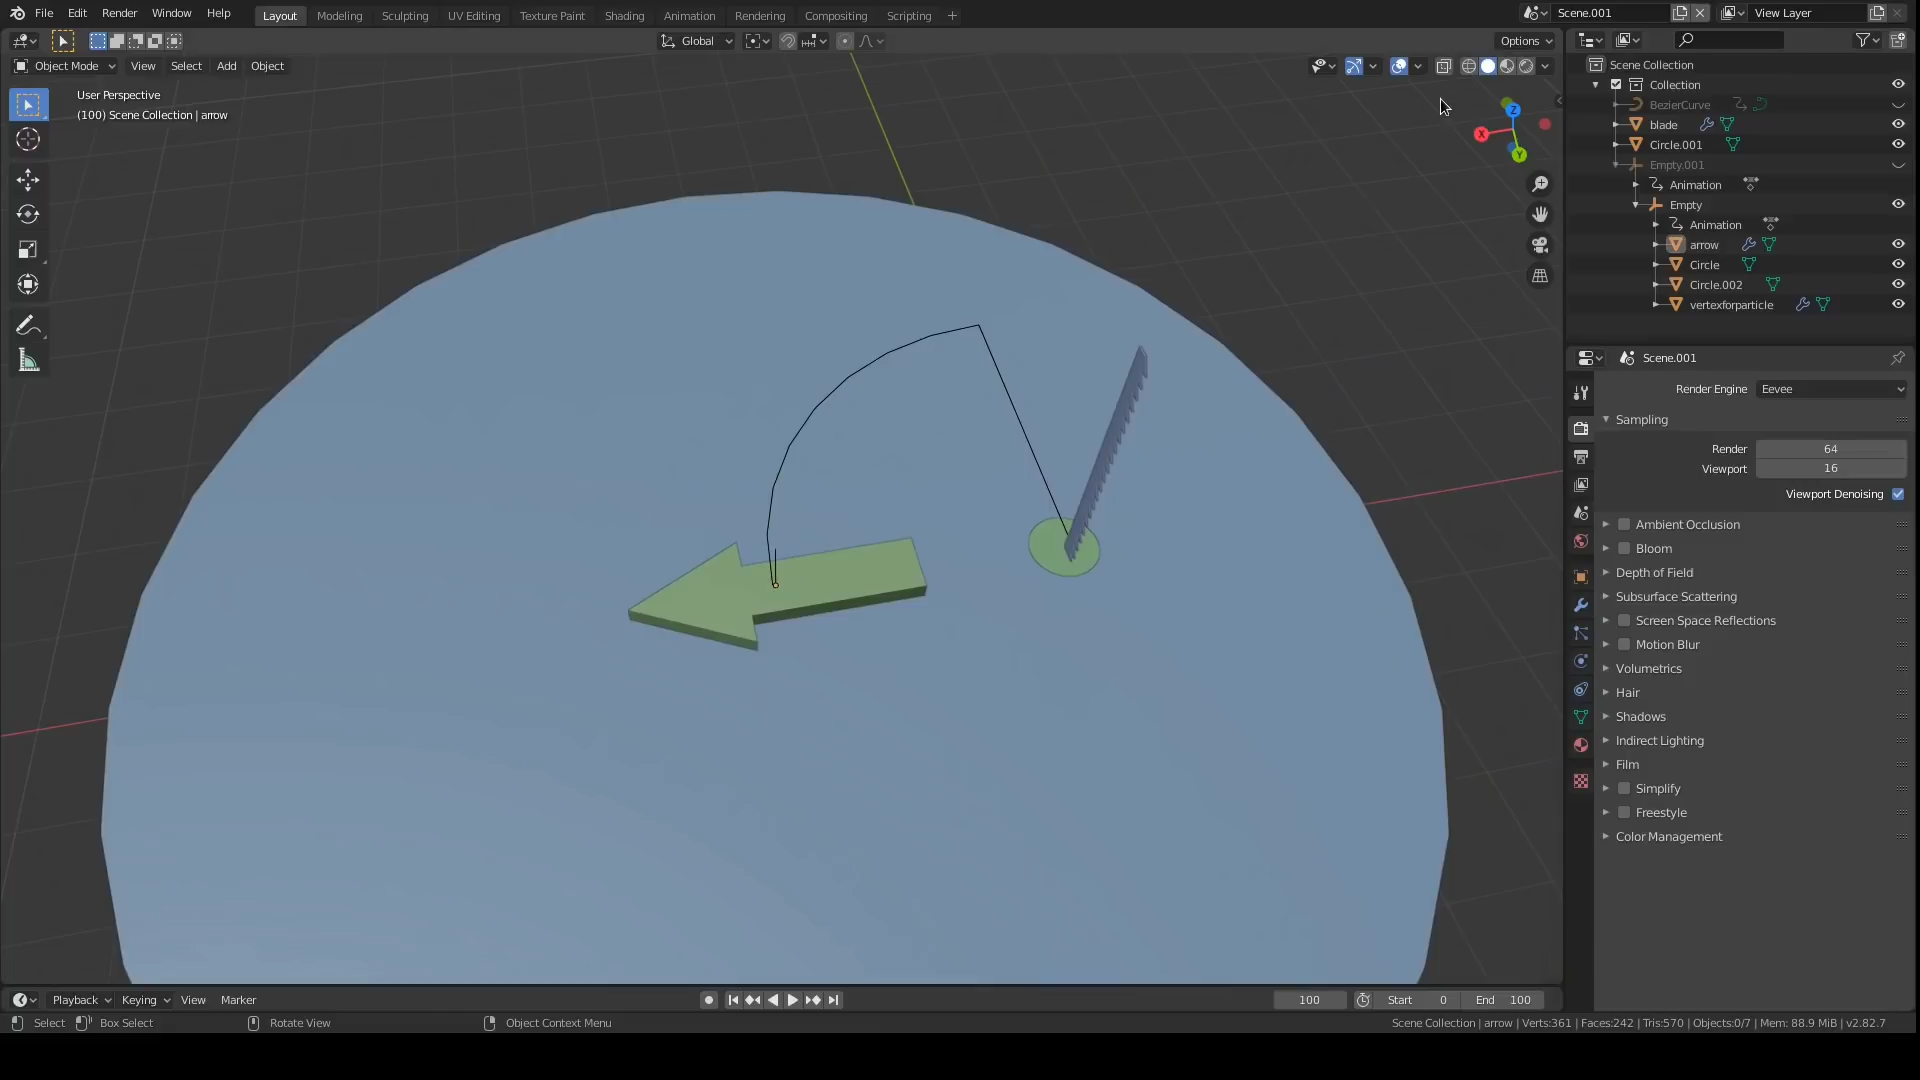 File Edit Render Window Help Layout Modeling Sculpting UV Editing Texture Paint Shading Animation Rendering Compositing Scripting + Scene.001 View Layer
Global Options
Object Mode View Select Add Object
User Perspective
(100) Scene Collection | arrow
Z
X
Y
Scene Collection
Collection
BezierCurve
blade
Circle.001
Empty.001
Animation
Empty
Animation
arrow
Circle
Circle.002
vertexforparticle
Scene.001
Render Engine Eevee
Sampling
Render 64
Viewport 16
Viewport Denoising
Ambient Occlusion
Bloom
Depth of Field
Subsurface Scattering
Screen Space Reflections
Motion Blur
Volumetrics
Hair
Shadows
Indirect Lighting
Film
Simplify
Freestyle
Color Management
Playback Keying View Marker 100 Start 0 End 100
Select Box Select Rotate View Object Context Menu Scene Collection | arrow | Verts:361 | Faces:242 | Tris:570 | Objects:0/7 | Mem: 88.9 MiB | v2.82.7